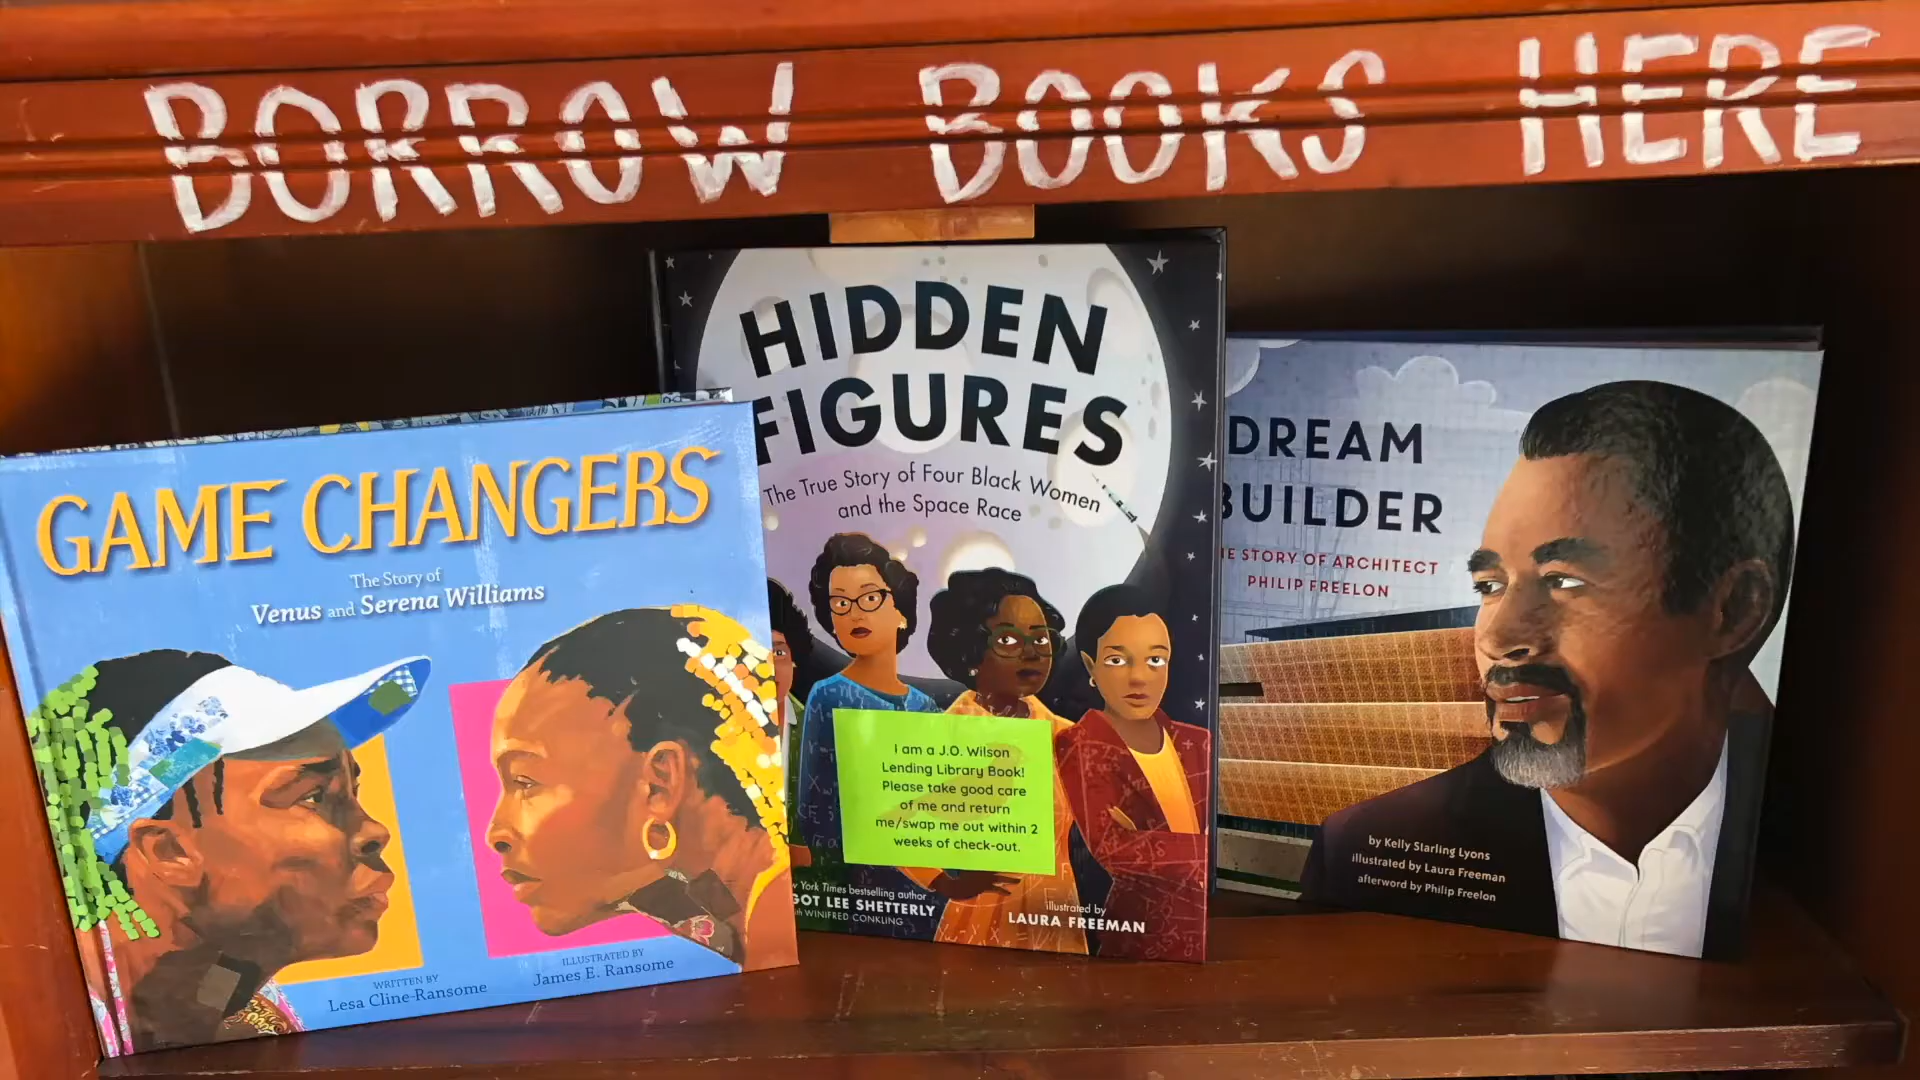 BORROW BOOKS HERE
GAME CHANGERS
The Story of
Venus and Serena Williams
WRITTEN BY
Lesa Cline-Ransome
ILLUSTRATED BY
James E. Ransome
HIDDEN
FIGURES
The True Story of Four Black Women
and the Space Race
I am a J.O. Wilson
Lending Library Book!
Please take good care
of me and return
me/swap me out within 2
weeks of check-out.
York Times bestselling author
GOT LEE SHETTERLY
WINIFRED CONKLING
illustrated by
LAURA FREEMAN
DREAM
BUILDER
STORY OF ARCHITECT
PHILIP FREELON
by Kelly Starling Lyons
illustrated by Laura Freeman
afterword by Philip Freelon